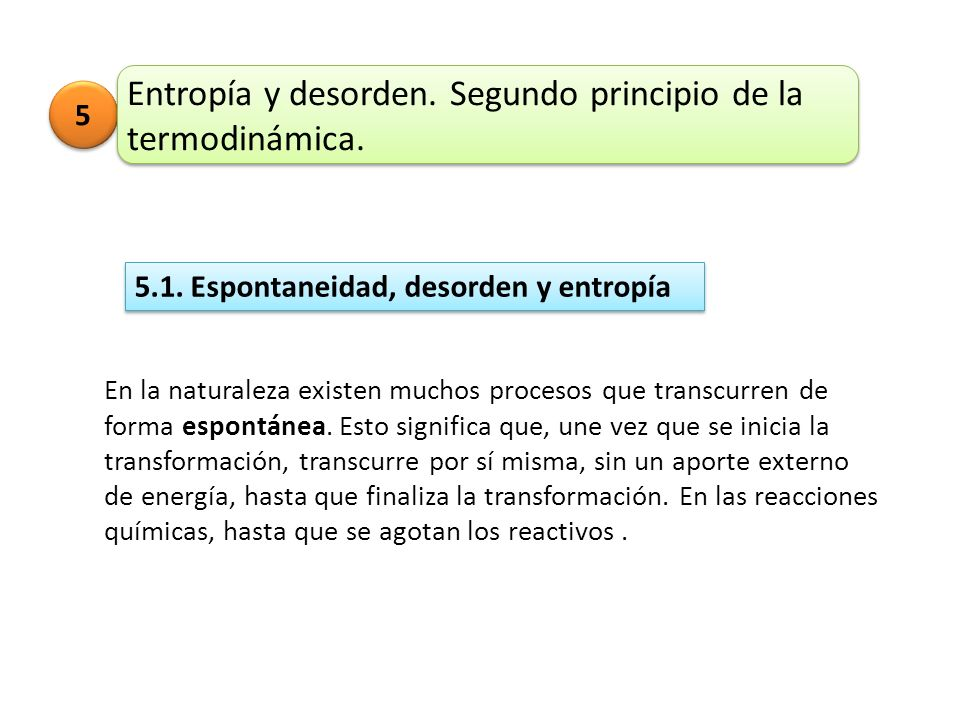 5
Entropía y desorden. Segundo principio de la
termodinámica.
5.1. Espontaneidad, desorden y entropía
En la naturaleza existen muchos procesos que transcurren de
forma espontánea. Esto significa que, une vez que se inicia la
transformación, transcurre por sí misma, sin un aporte externo
de energía, hasta que finaliza la transformación. En las reacciones
químicas, hasta que se agotan los reactivos .